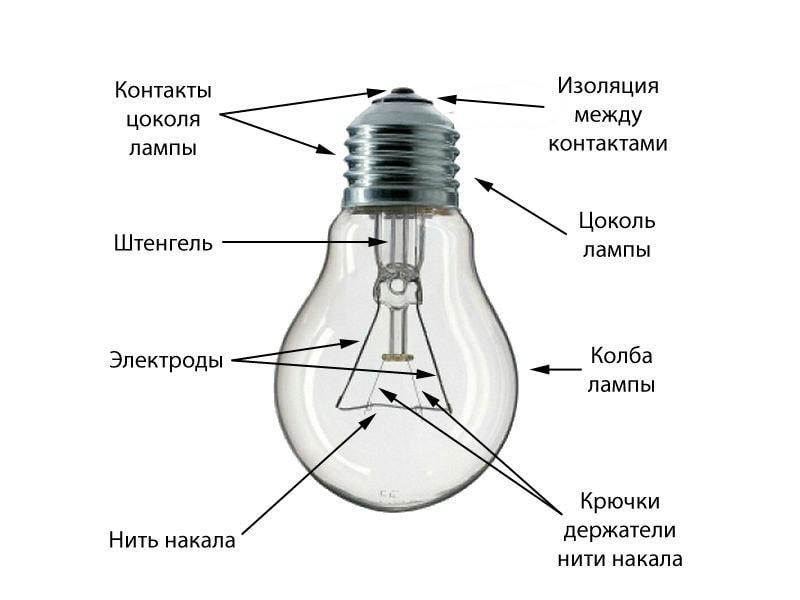 Контакты
цоколя
лампы
Изоляция
между
контактами
Цоколь
лампы
Штенгель
Электроды
Колба
лампы
Нить накала
Крючки
держатели
нити накала